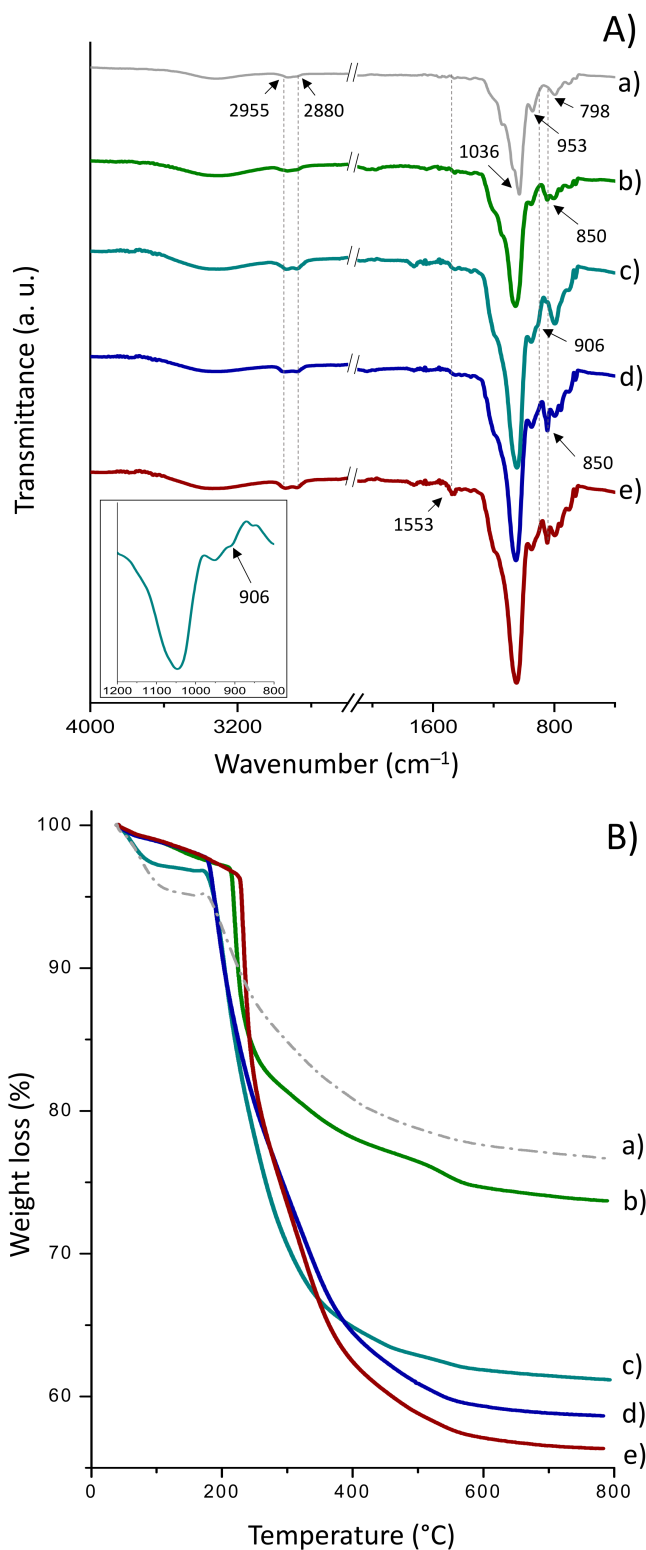 A)
a)
2955
2880
798
953
1036
b)
850
c)
906
d)
850
e)
1553
906
1200
1100
1000
900
800
4000
3200
1600
800
Wavenumber (cm⁻¹)
Transmittance (a. u.)
B)
100
90
80
70
60
a)
b)
c)
d)
e)
0
200
400
600
800
Temperature (°C)
Weight loss (%)